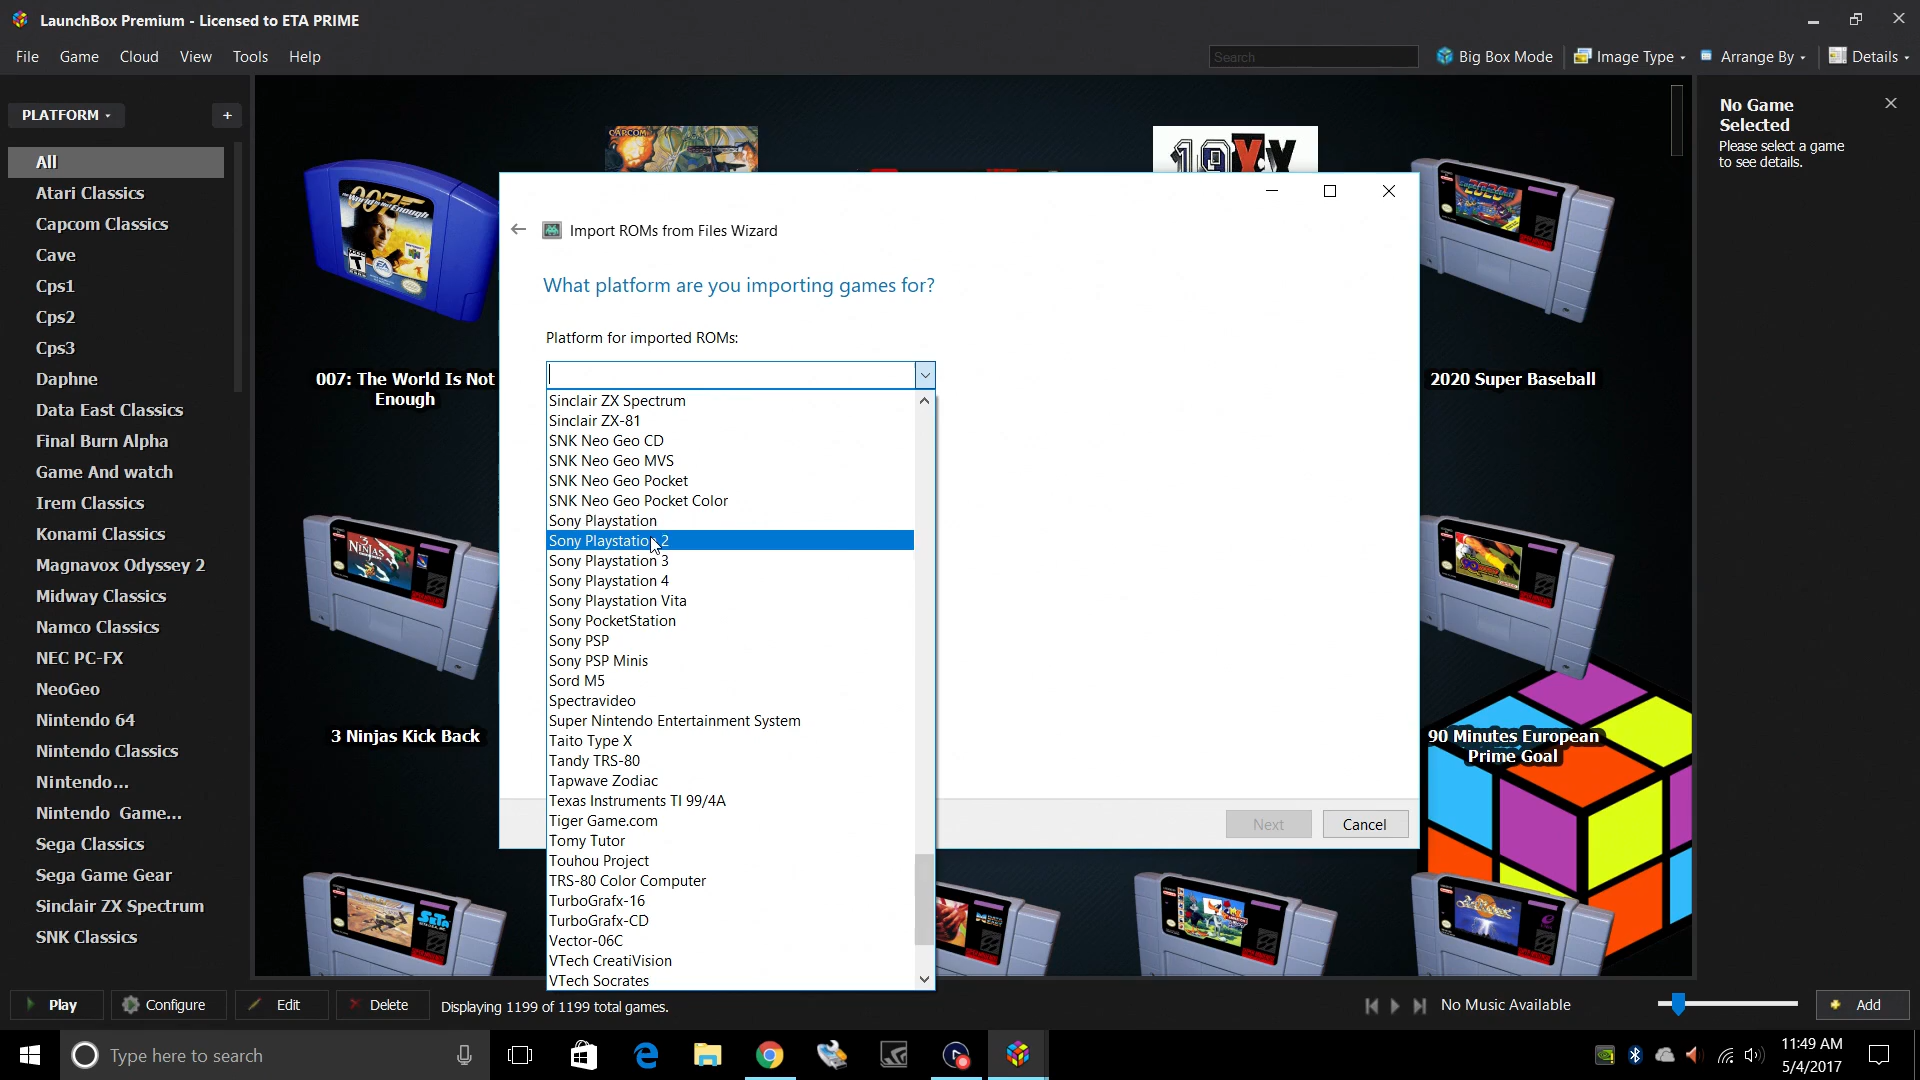 LaunchBox Premium - Licensed to ETA PRIME
File Game Cloud View Tools Help
Search
Big Box Mode
Image Type
Arrange By
Details
PLATFORM
+
All
Atari Classics
Capcom Classics
Cave
Cps1
Cps2
Cps3
Daphne
Data East Classics
Final Burn Alpha
Game And watch
Irem Classics
Konami Classics
Magnavox Odyssey 2
Midway Classics
Namco Classics
NEC PC-FX
NeoGeo
Nintendo 64
Nintendo Classics
Nintendo...
Nintendo Game...
Sega Classics
Sega Game Gear
Sinclair ZX Spectrum
SNK Classics
CAPCOM
19XX
007
007: The World Is Not
Enough
3 NINJAS
3 Ninjas Kick Back
SETA
2020 Super Baseball
90 Minutes European
Prime Goal
Import ROMs from Files Wizard
What platform are you importing games for?
Platform for imported ROMs:
Sinclair ZX Spectrum
Sinclair ZX-81
SNK Neo Geo CD
SNK Neo Geo MVS
SNK Neo Geo Pocket
SNK Neo Geo Pocket Color
Sony Playstation
Sony Playstation 2
Sony Playstation 3
Sony Playstation 4
Sony Playstation Vita
Sony PocketStation
Sony PSP
Sony PSP Minis
Sord M5
Spectravideo
Super Nintendo Entertainment System
Taito Type X
Tandy TRS-80
Tapwave Zodiac
Texas Instruments TI 99/4A
Tiger Game.com
Tomy Tutor
Touhou Project
TRS-80 Color Computer
TurboGrafx-16
TurboGrafx-CD
Vector-06C
VTech CreatiVision
VTech Socrates
Next
Cancel
No Game
Selected
Please select a game
to see details.
Play
Configure
Edit
Delete
Displaying 1199 of 1199 total games.
No Music Available
Add
Type here to search
11:49 AM
5/4/2017